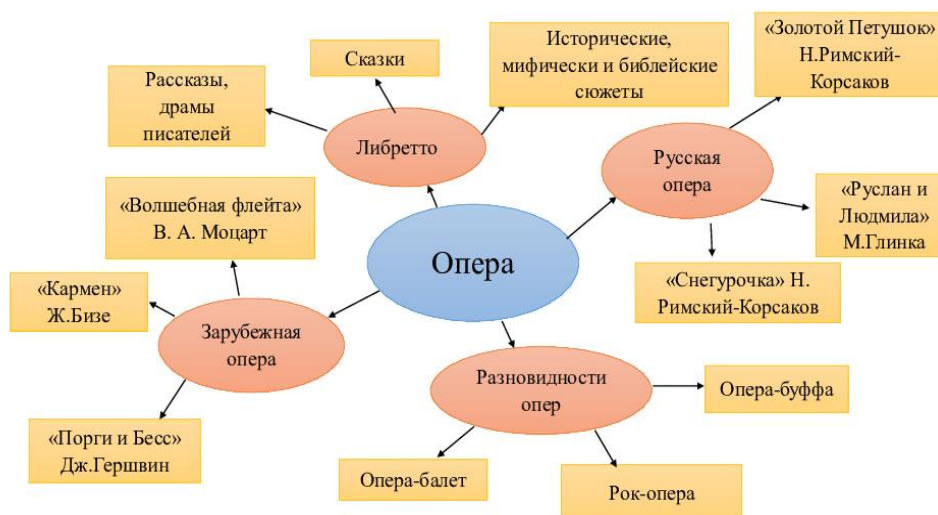 Опера
Либретто
Рассказы,
драмы
писателей
Сказки
Исторические,
мифически и библейские
сюжеты
Русская
опера
«Золотой Петушок»
Н.Римский-
Корсаков
«Руслан и
Людмила»
М.Глинка
«Снегурочка» Н.
Римский-Корсаков
Зарубежная
опера
«Волшебная флейта»
В. А. Моцарт
«Кармен»
Ж.Бизе
«Порги и Бесс»
Дж.Гершвин
Разновидности
опер
Опера-буффа
Опера-балет
Рок-опера